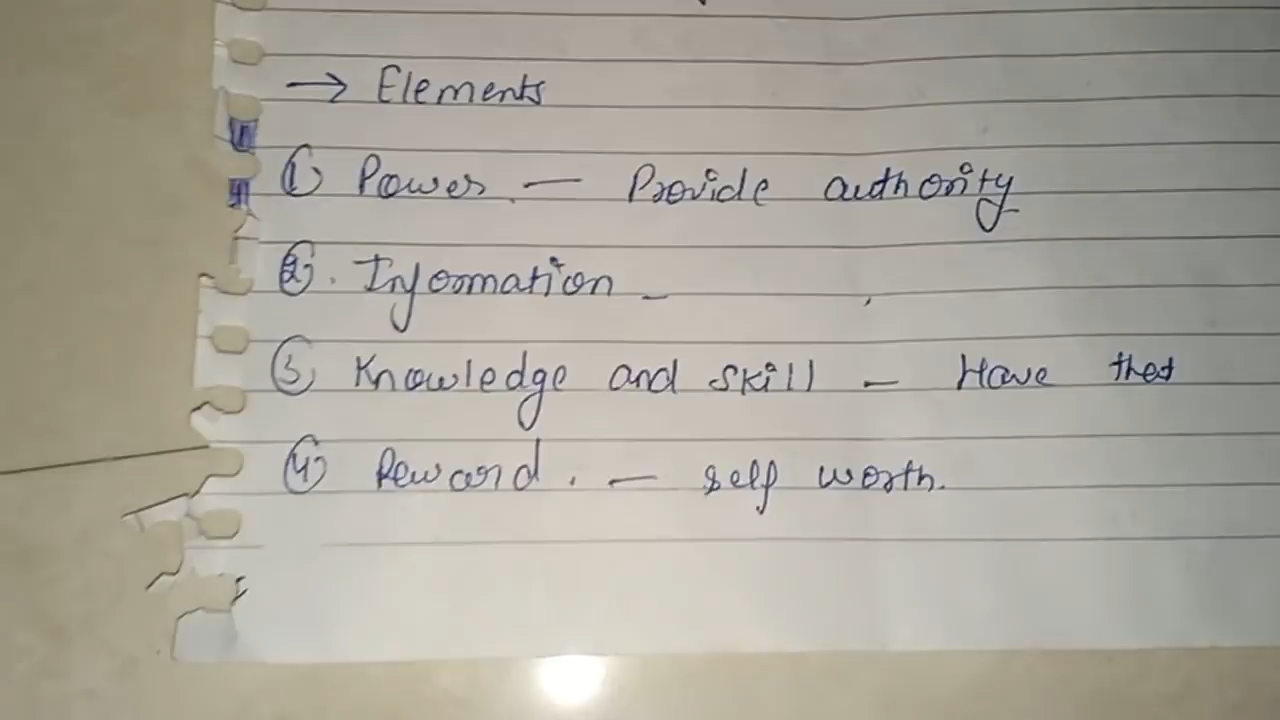 → Elements
① Power. — Provide authority
②. Information –
③ Knowledge and skill – Have that
④ Reward. — self worth.